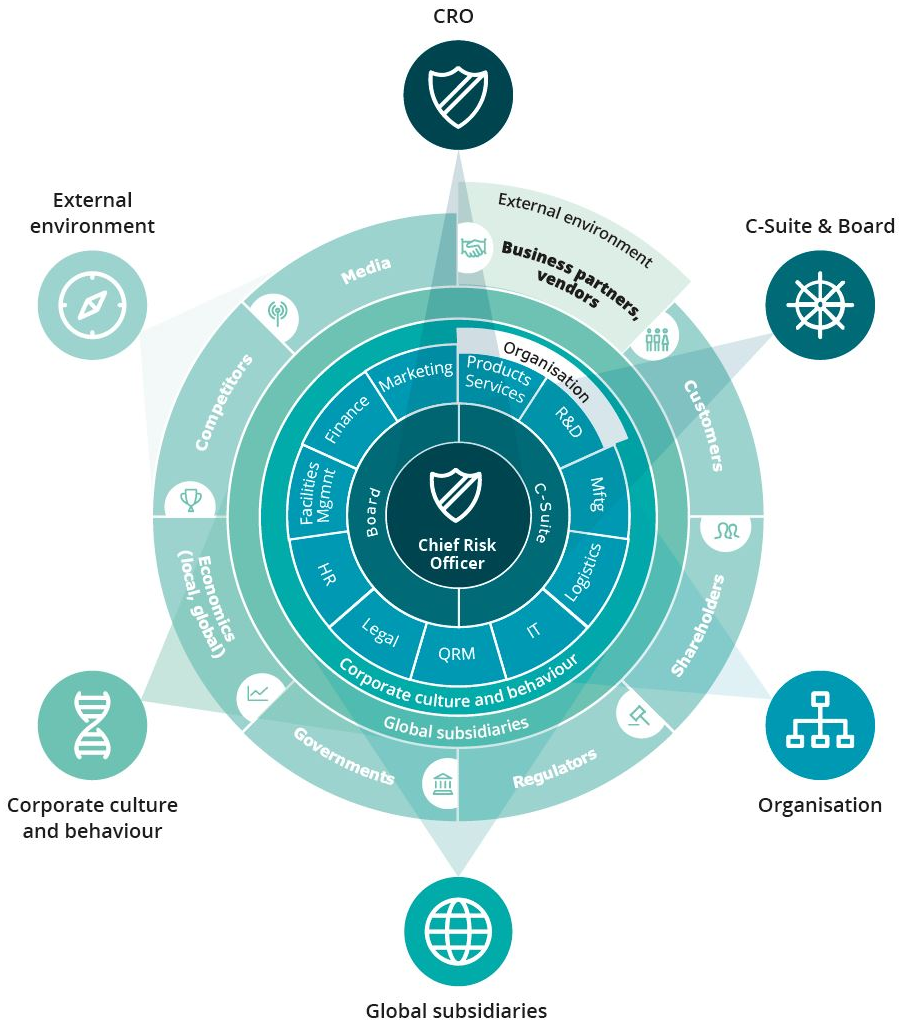 CRO
External
environment
C-Suite & Board
External environment
Business partners,
vendors
Media
Customers
Competitors
Organisation
Products
Services
Marketing
R&D
Finance
Facilities
Mgmnt
Mftg
Board
C-Suite
Chief Risk
Officer
HR
Logistics
Legal
QRM
IT
Economics
(local, global)
Shareholders
Corporate culture and behaviour
Global subsidiaries
Governments
Regulators
Corporate culture
and behaviour
Organisation
Global subsidiaries